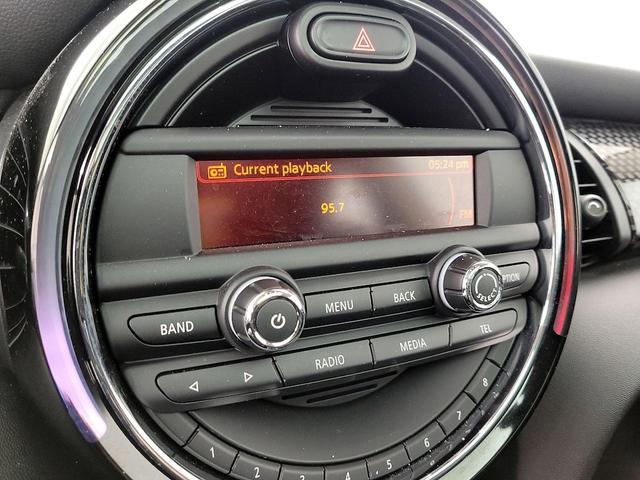 Current playback 05:24 pm
95.7
FM
MENU BACK PTION
BAND SELECT
RADIO MEDIA TEL
1 2 3 4 5 6 7 8